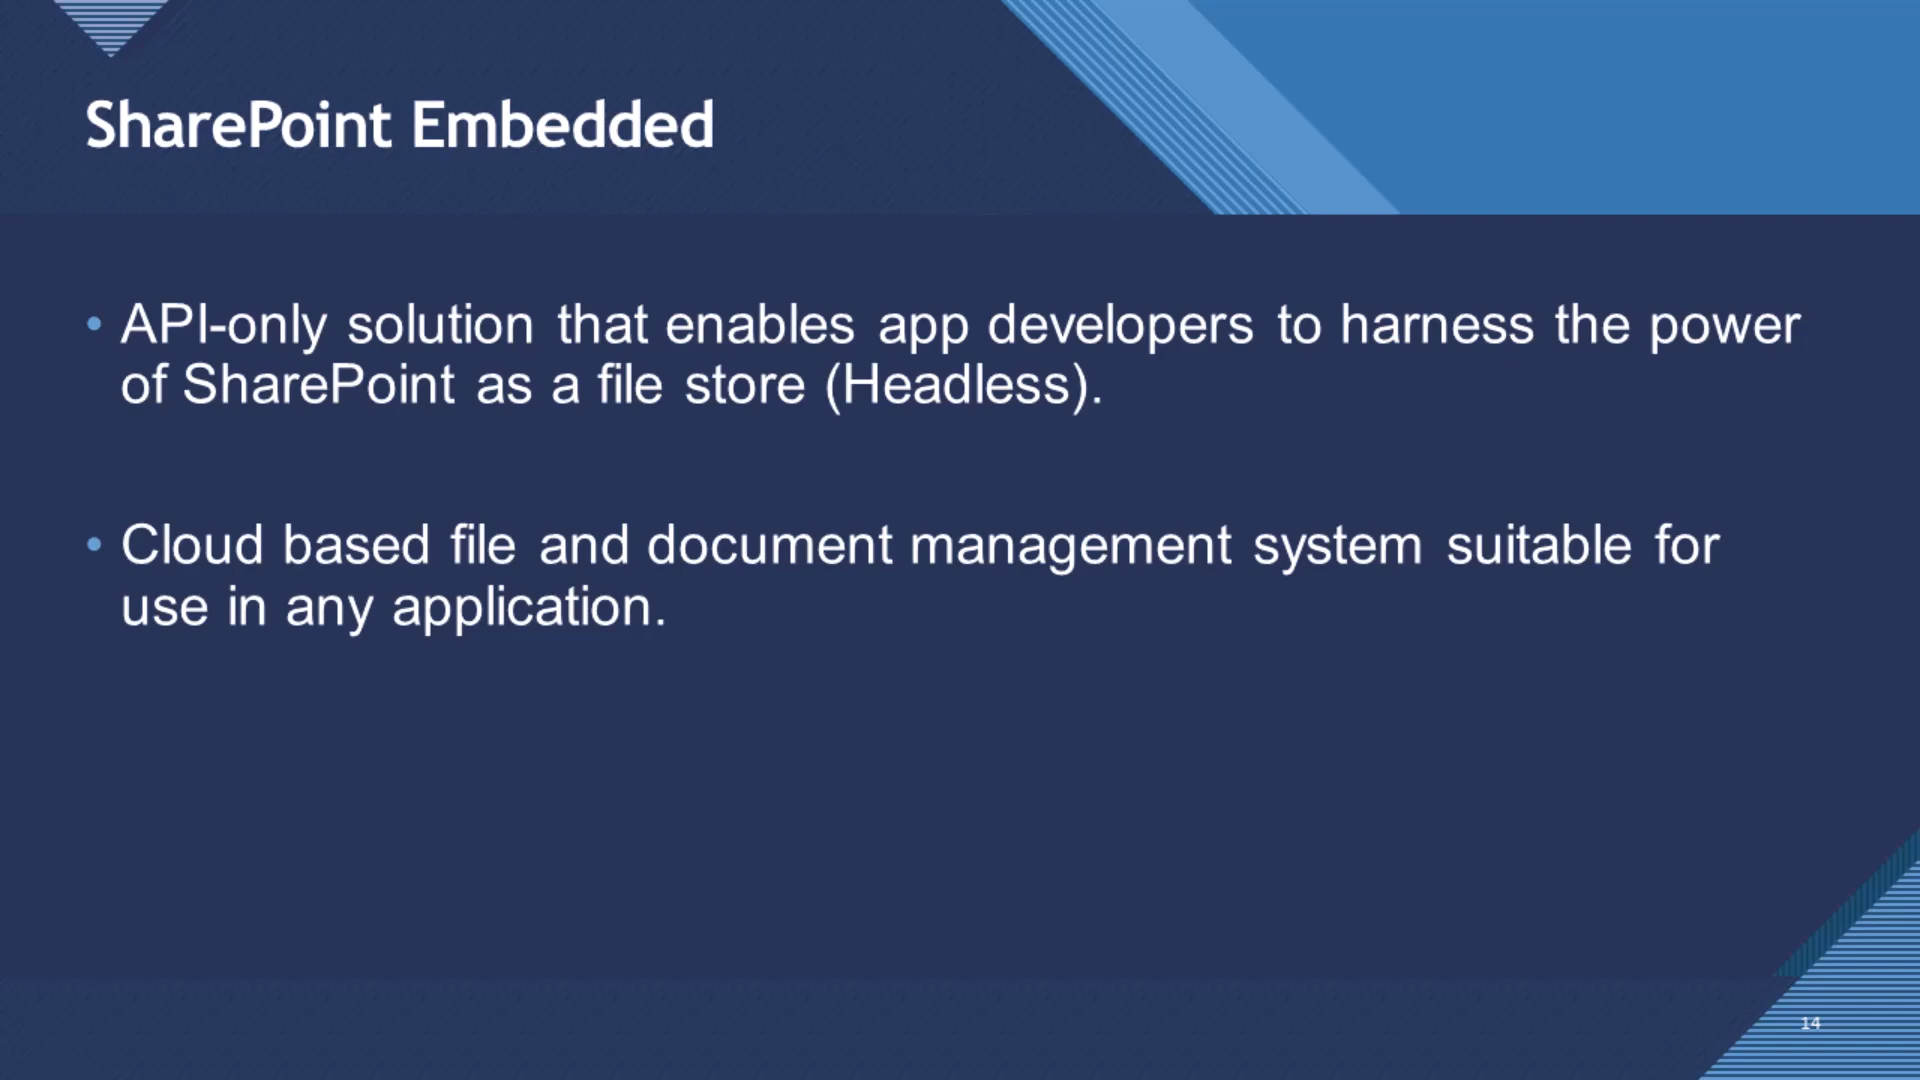 SharePoint Embedded
• API-only solution that enables app developers to harness the power
of SharePoint as a file store (Headless).
• Cloud based file and document management system suitable for
use in any application.
14